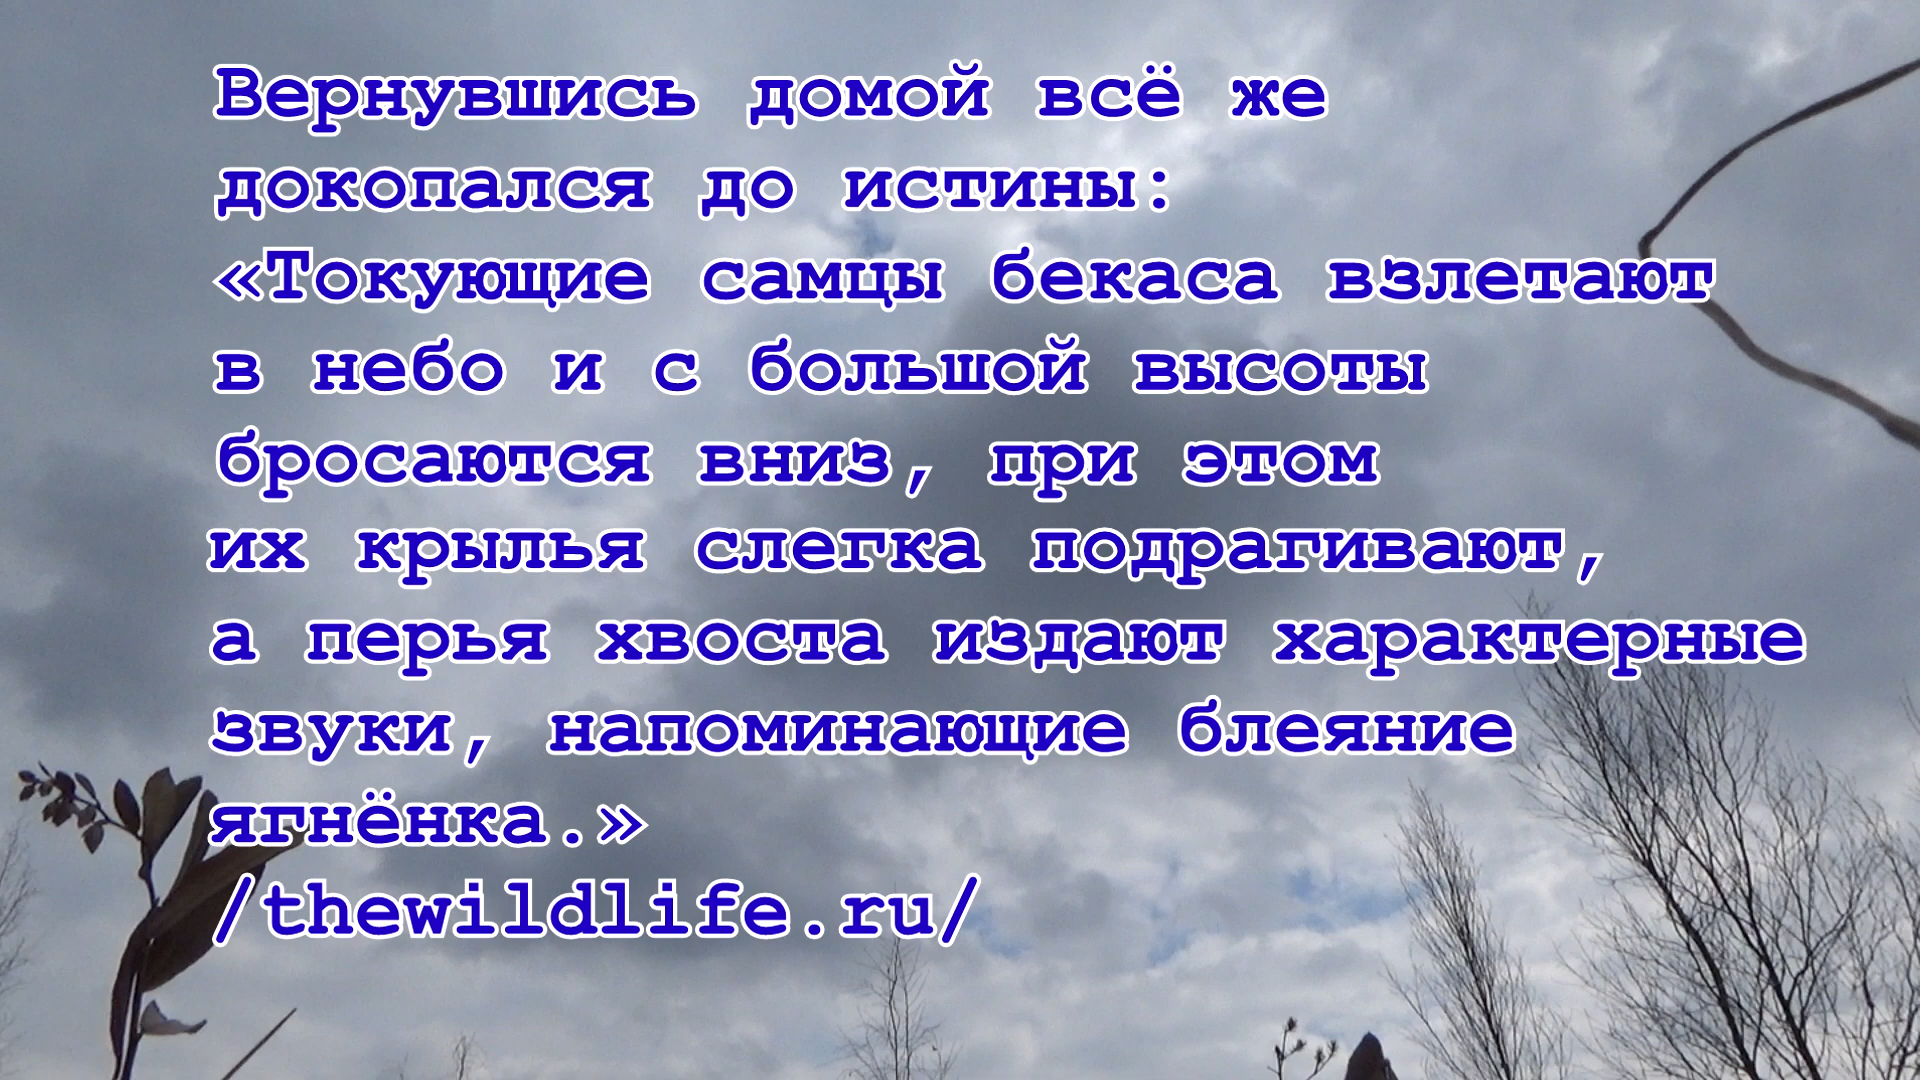 Вернувшись домой всё же
докопался до истины:
«Токующие самцы бекаса взлетают
в небо и с большой высоты
бросаются вниз, при этом
их крылья слегка подрагивают,
а перья хвоста издают характерные
звуки, напоминающие блеяние
ягнёнка.»
/thewildlife.ru/